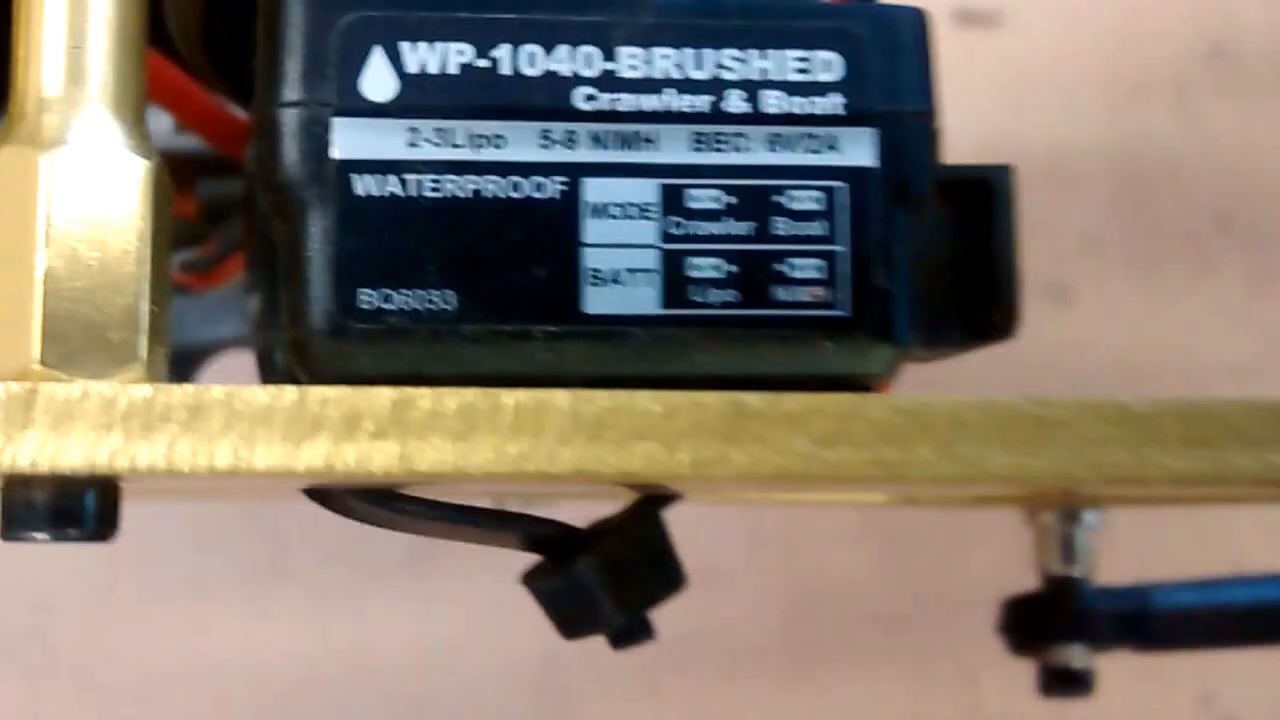 WP-1040-BRUSHED
Crawler & Boat
2-3Lipo 5-8 NiMH BEC: 6V/2A
WATERPROOF
MODE Crawler Boat
BATT Lipo NiMH